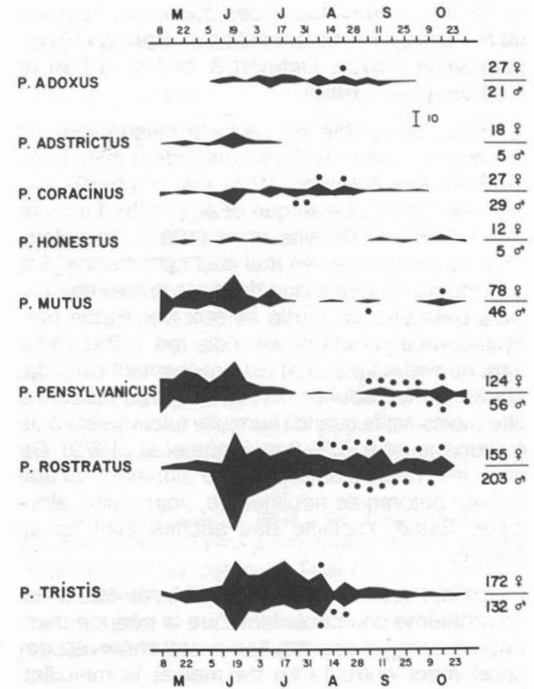 M J J A S O
8 22 5 19 3 17 31 14 28 11 25 9 23
P. ADOXUS 27 ♀
21 ♂
10
P. ADSTRICTUS 18 ♀
5 ♂
P. CORACINUS 27 ♀
29 ♂
P. HONESTUS 12 ♀
5 ♂
P. MUTUS 78 ♀
46 ♂
P. PENSYLVANICUS 124 ♀
56 ♂
P. ROSTRATUS 155 ♀
203 ♂
P. TRISTIS 172 ♀
132 ♂
8 22 5 19 3 17 31 14 28 11 25 9 23
M J J A S O